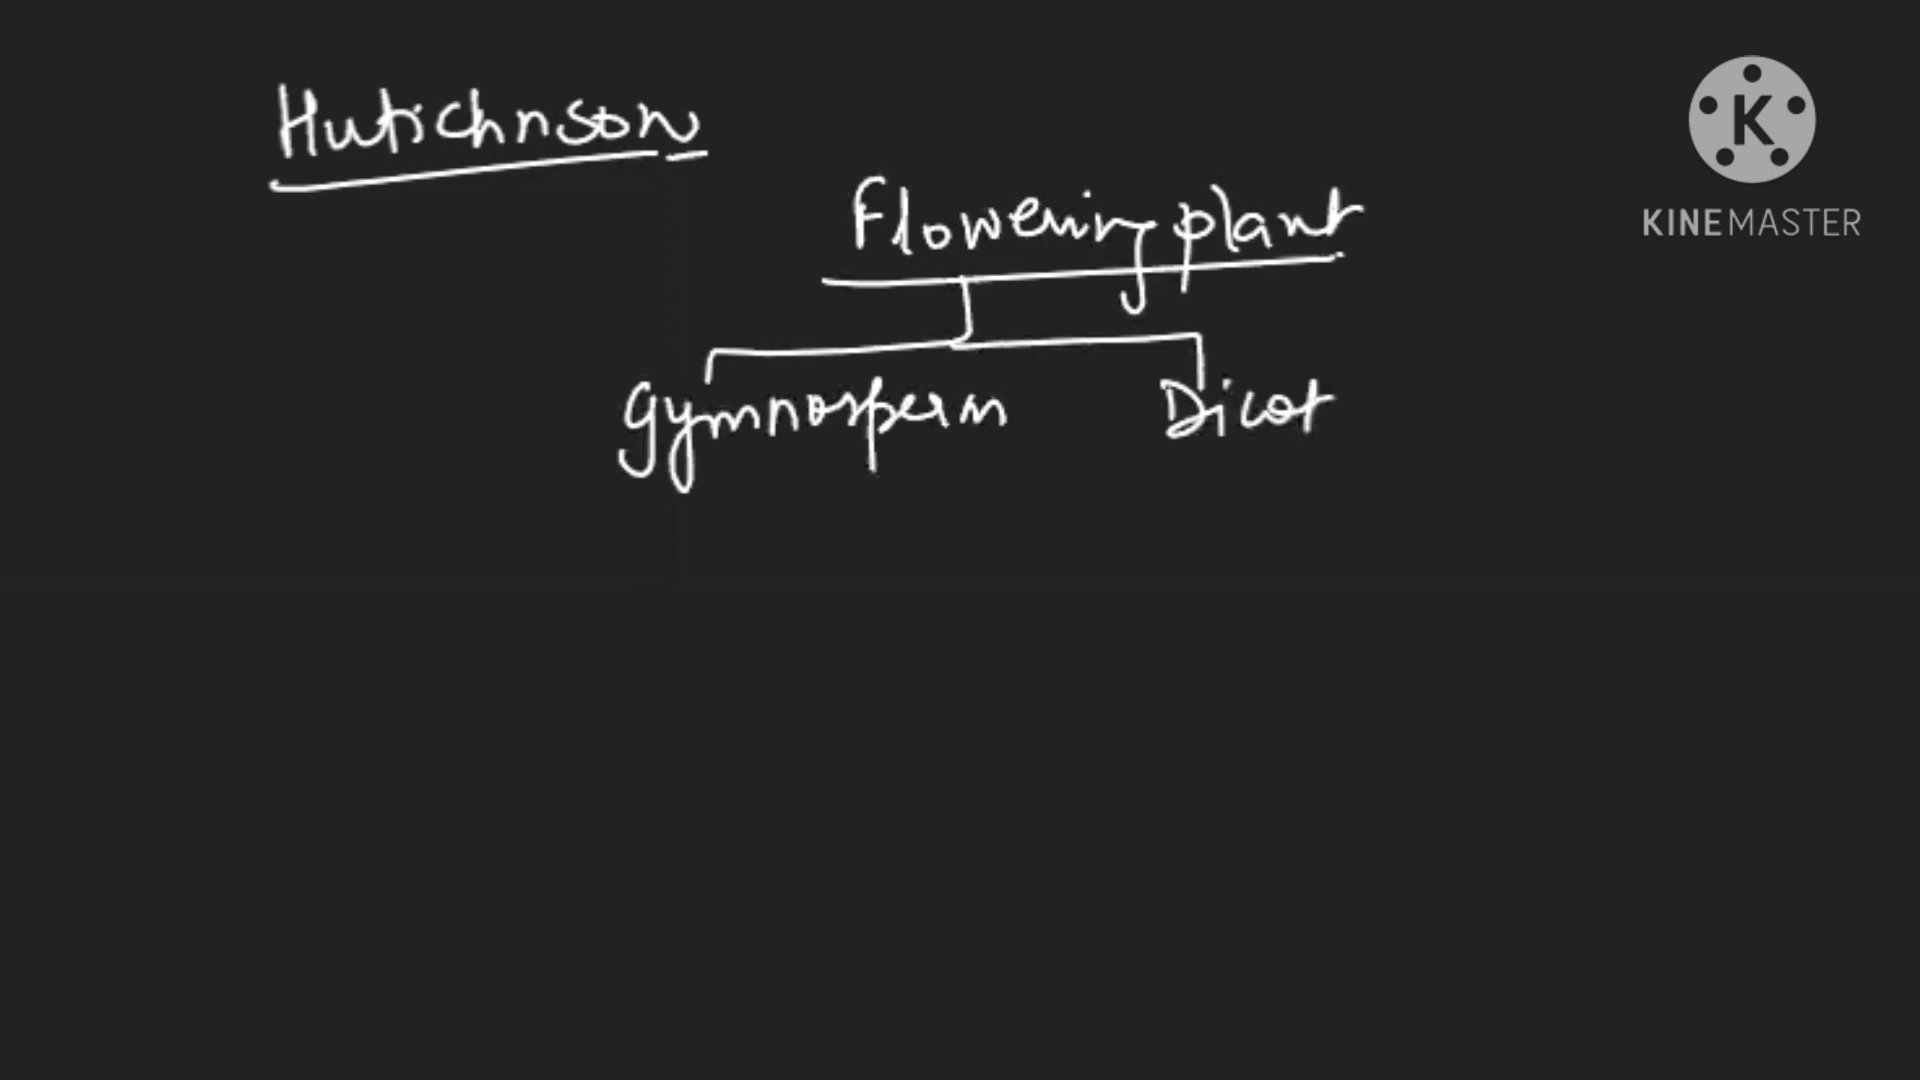 Hutichnson
Flowering plant
Gymnosperm Dicot
KINEMASTER